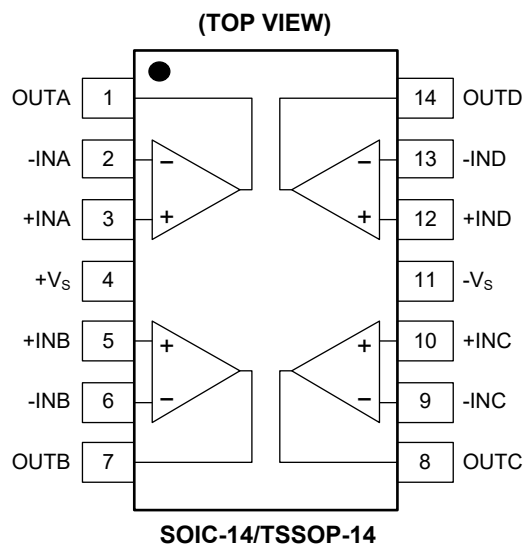 (TOP VIEW)
OUTA 1 14 OUTD
-INA 2 − − 13 -IND
+INA 3 + + 12 +IND
+VS 4 11 -VS
+INB 5 + + 10 +INC
-INB 6 − − 9 -INC
OUTB 7 8 OUTC
SOIC-14/TSSOP-14